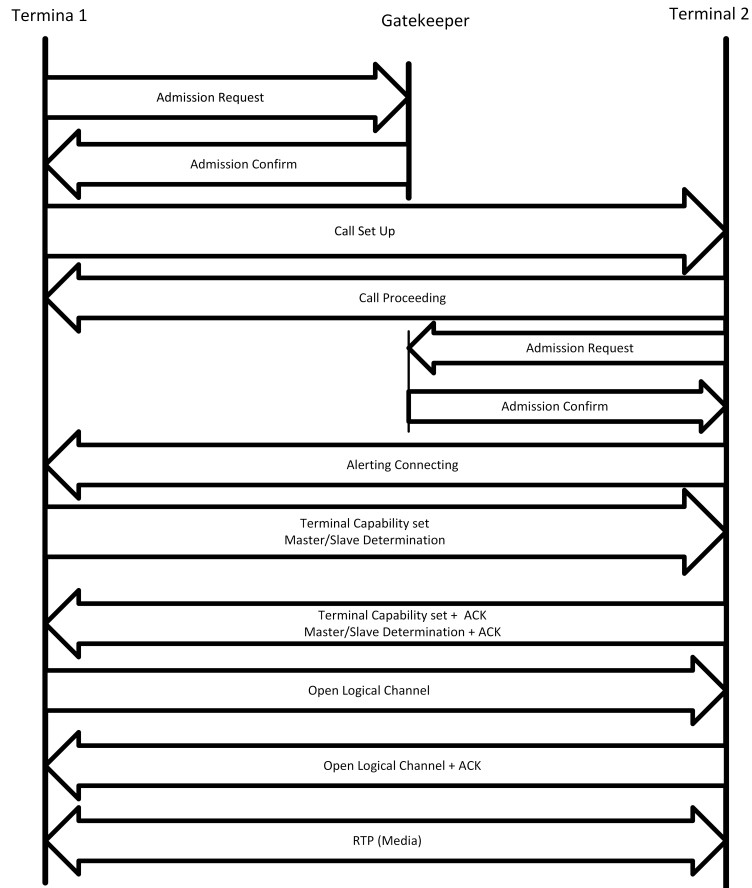 Termina 1
Gatekeeper
Terminal 2
Admission Request
Admission Confirm
Call Set Up
Call Proceeding
Admission Request
Admission Confirm
Alerting Connecting
Terminal Capability set
Master/Slave Determination
Terminal Capability set + ACK
Master/Slave Determination + ACK
Open Logical Channel
Open Logical Channel + ACK
RTP (Media)